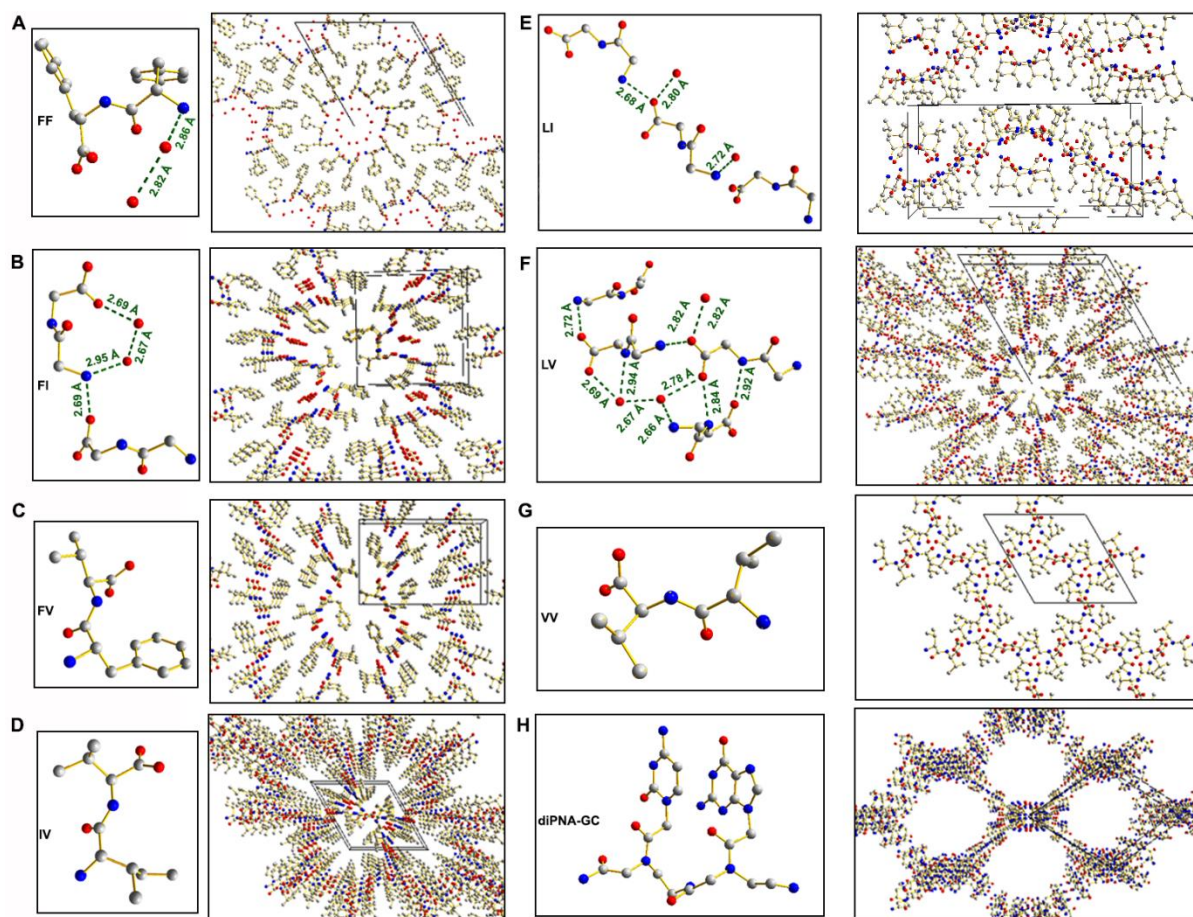 A
FF
2.86 Å
2.82 Å
B
2.69 Å
2.67 Å
2.95 Å
FI
2.69 Å
C
FV
D
IV
E
LI
2.68 Å
2.80 Å
2.72 Å
F
LV
2.72 Å
2.92 Å
2.82 Å
2.94 Å
2.78 Å
2.69 Å
2.67 Å
2.66 Å
2.84 Å
2.92 Å
G
VV
H
diPNA-GC